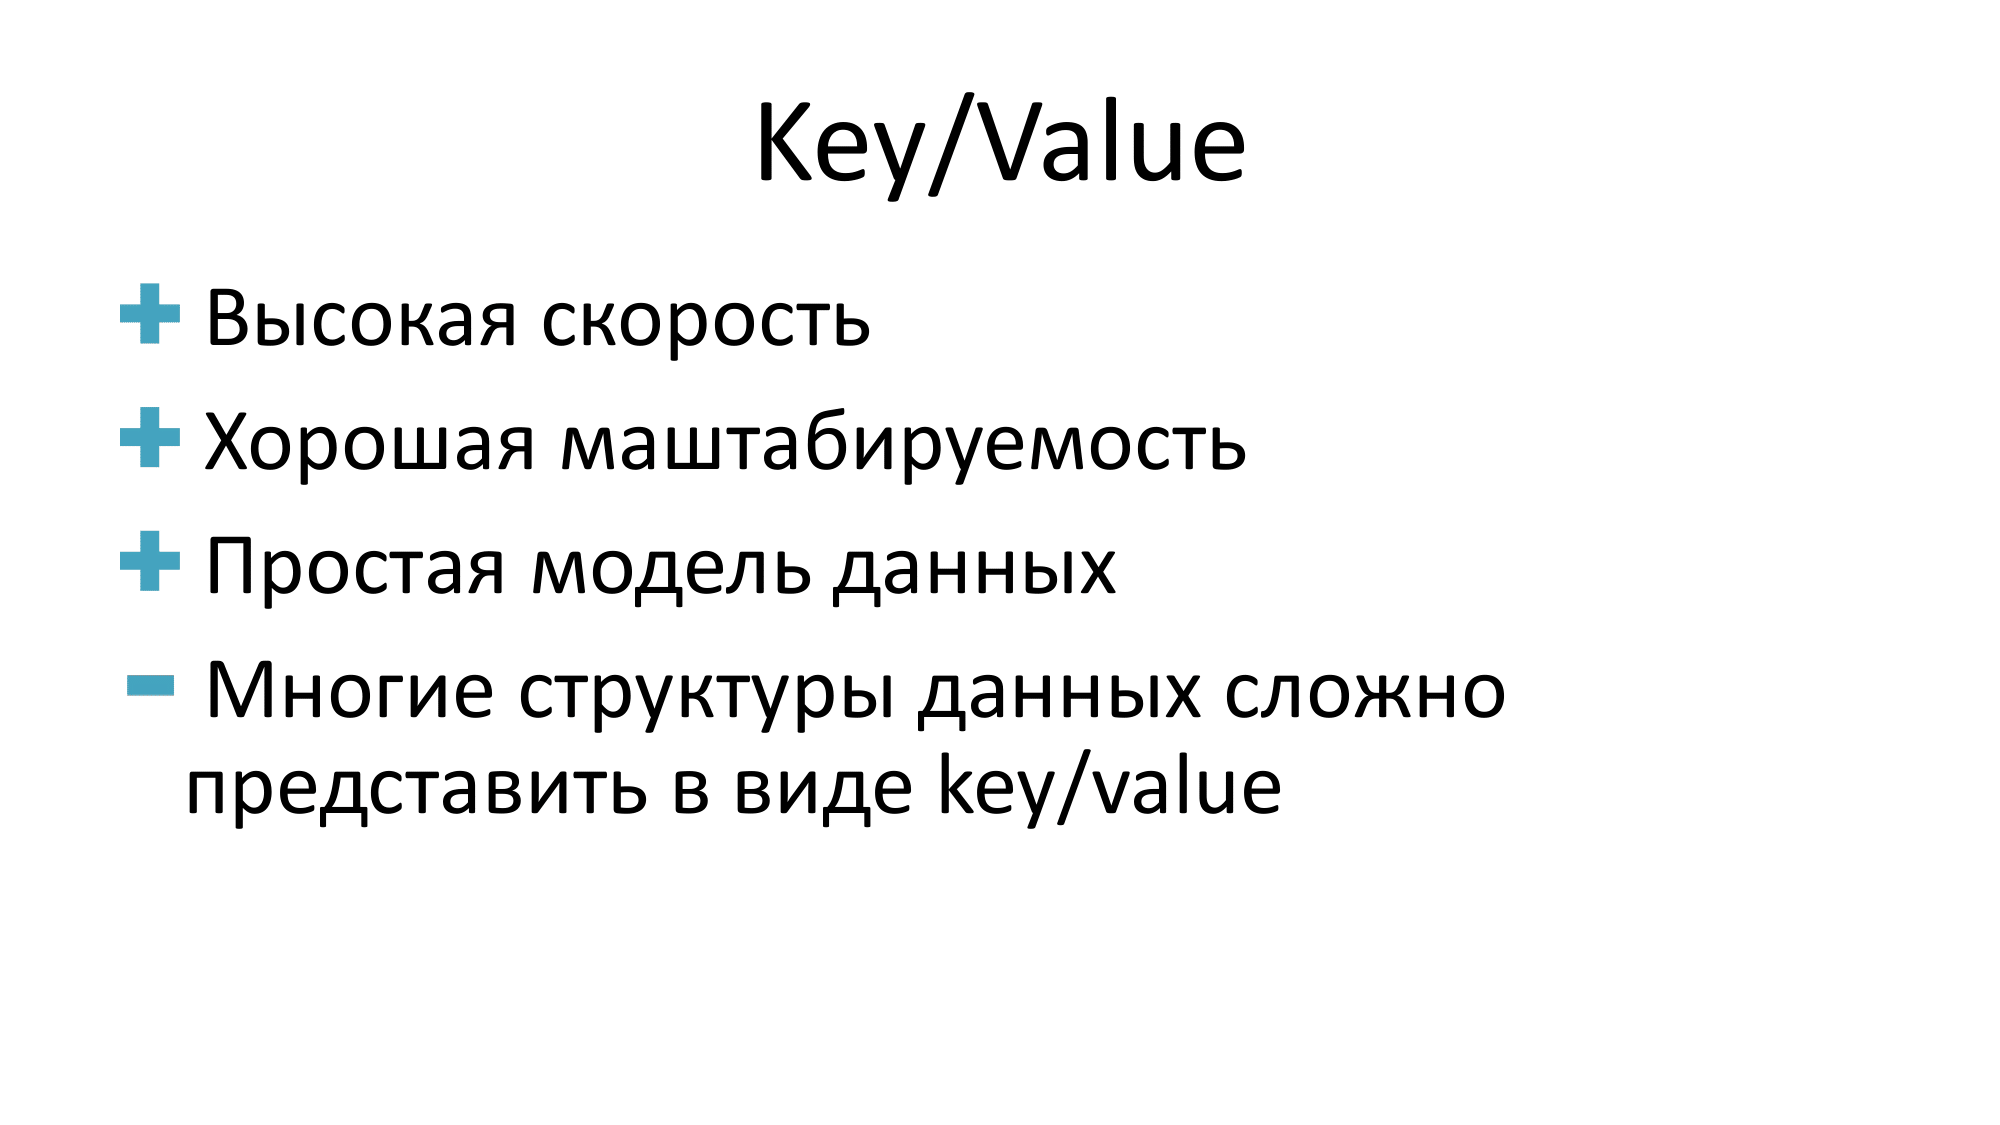 Key/Value
Высокая скорость
Хорошая маштабируемость
Простая модель данных
Многие структуры данных сложно
представить в виде key/value